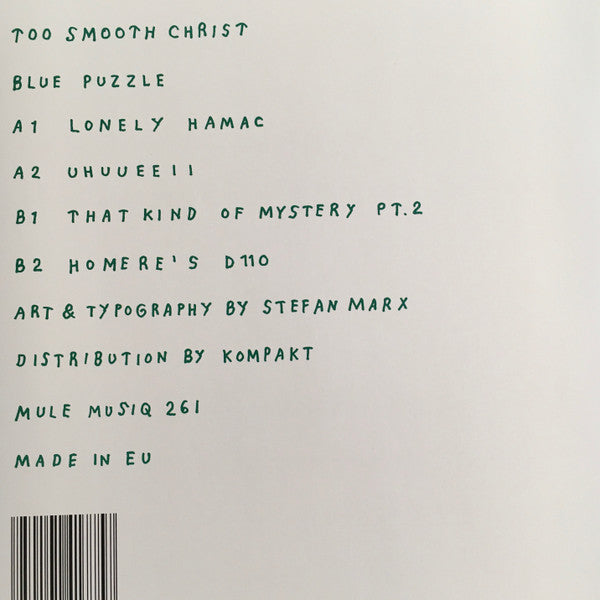 TOO SMOOTH CHRIST
BLUE PUZZLE
A1 LONELY HAMAC
A2 UHUUEEII
B1 THAT KIND OF MYSTERY PT.2
B2 HOMERE'S D110
ART & TYPOGRAPHY BY STEFAN MARX
DISTRIBUTION BY KOMPAKT
MULE MUSIQ 261
MADE IN EU